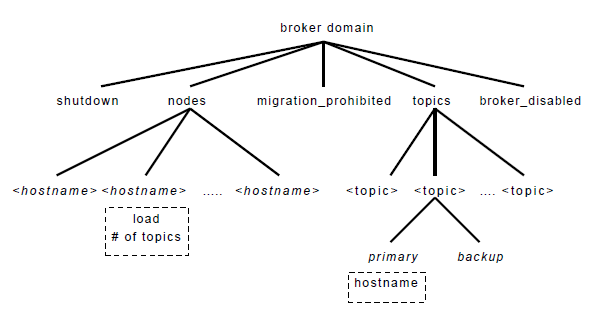 broker domain
shutdown nodes migration_prohibited topics broker_disabled
<hostname> <hostname> ..... <hostname> <topic> <topic> .... <topic>
load
# of topics
primary backup
hostname